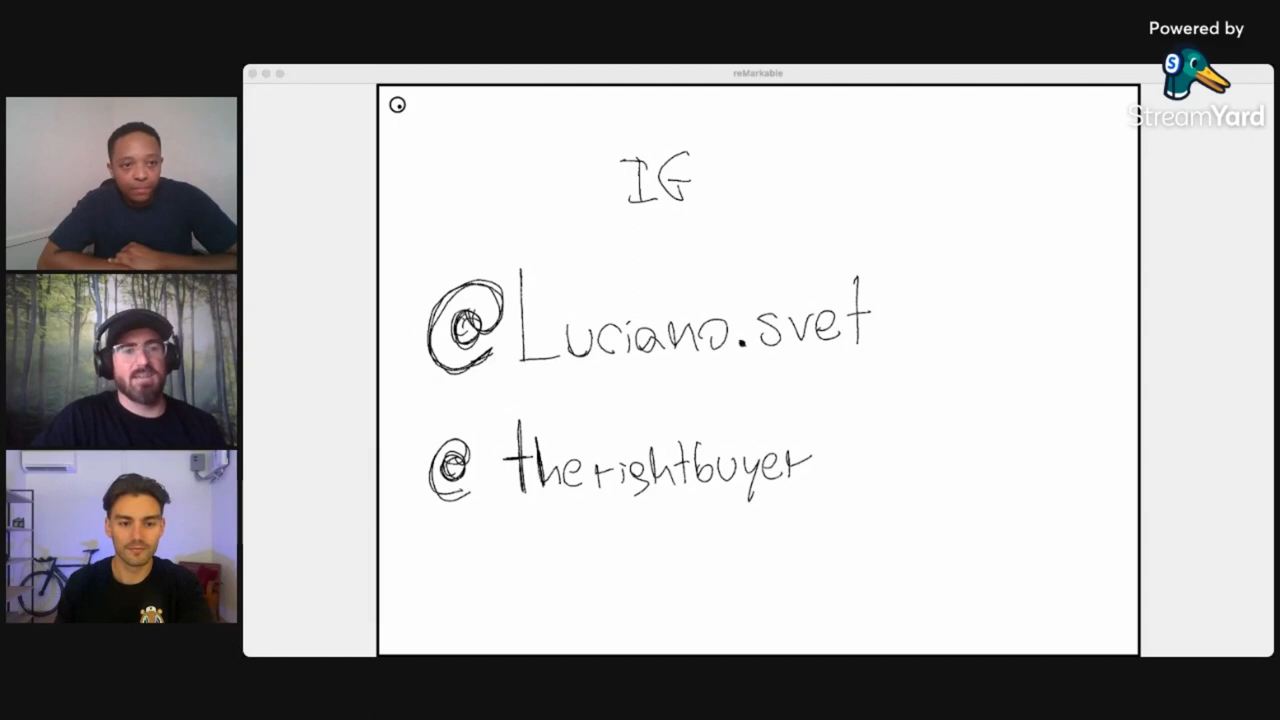 Powered by
StreamYard
reMarkable
IG
@Luciano.svet
@therightbuyer